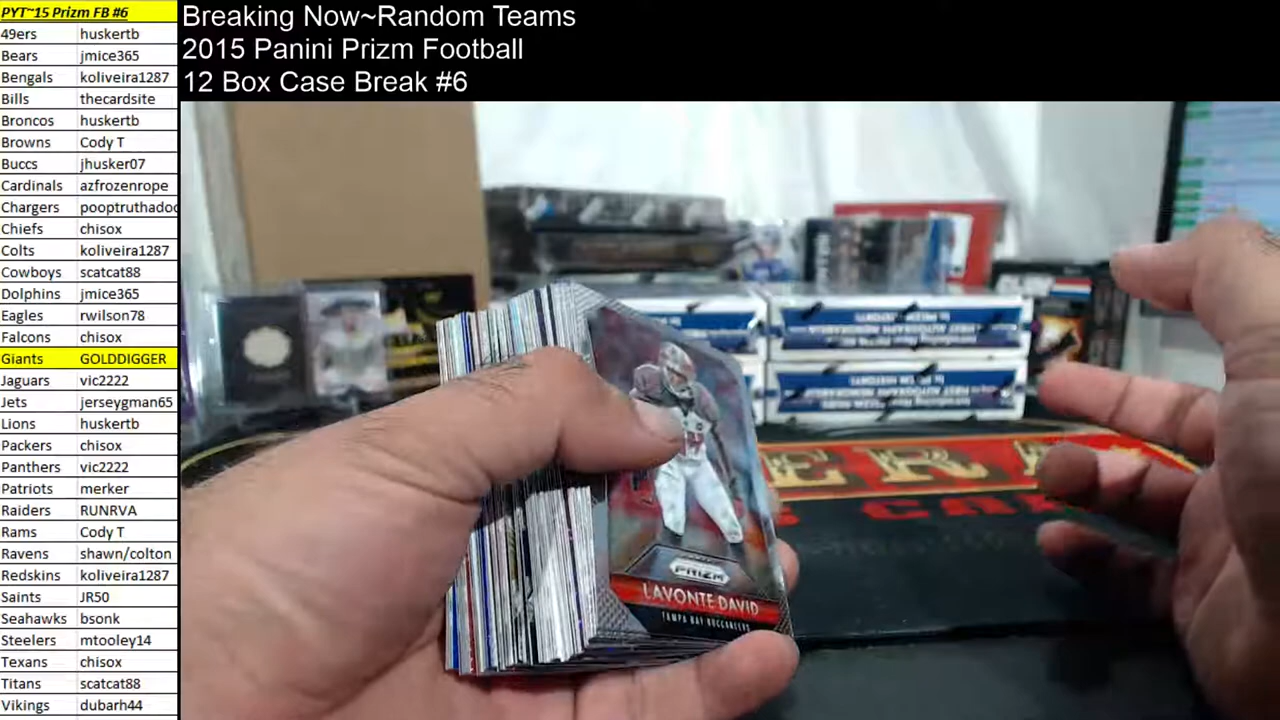 PYT~15 Prizm FB #6
49ers huskertb
Bears jmice365
Bengals koliveira1287
Bills thecardsite
Broncos huskertb
Browns Cody T
Buccs jhusker07
Cardinals azfrozenrope
Chargers pooptruthadoc
Chiefs chisox
Colts koliveira1287
Cowboys scatcat88
Dolphins jmice365
Eagles rwilson78
Falcons chisox
Giants GOLDDIGGER
Jaguars vic2222
Jets jerseygman65
Lions huskertb
Packers chisox
Panthers vic2222
Patriots merker
Raiders RUNRVA
Rams Cody T
Ravens shawn/colton
Redskins koliveira1287
Saints JR50
Seahawks bsonk
Steelers mtooley14
Texans chisox
Titans scatcat88
Vikings dubarh44
Breaking Now~Random Teams
2015 Panini Prizm Football
12 Box Case Break #6
PRIZM
LAVONTE DAVID
TAMPA BAY BUCCANEERS